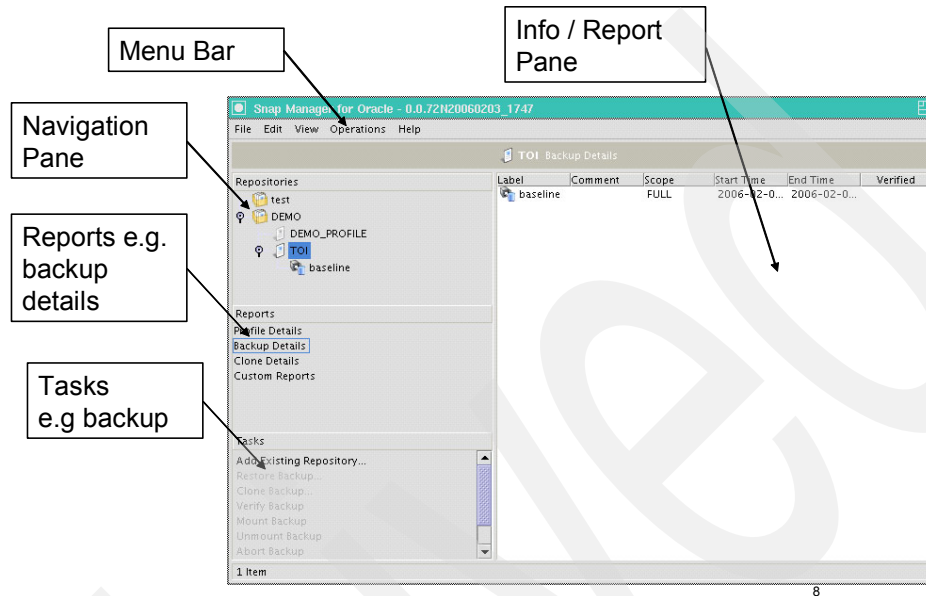 Menu Bar
Info / Report
Pane
Navigation
Pane
Reports e.g.
backup
details
Tasks
e.g backup
Snap Manager for Oracle - 0.0.72N20060203_1747
File Edit View Operations Help
TOI Backup Details
Repositories
test
DEMO
DEMO_PROFILE
TOI
baseline
Label Comment Scope Start Time End Time Verified
baseline FULL 2006-02-0... 2006-02-0...
Reports
Profile Details
Backup Details
Clone Details
Custom Reports
Tasks
Add Existing Repository...
Restore Backup...
Clone Backup...
Verify Backup
Mount Backup
Unmount Backup
Abort Backup
1 Item
8